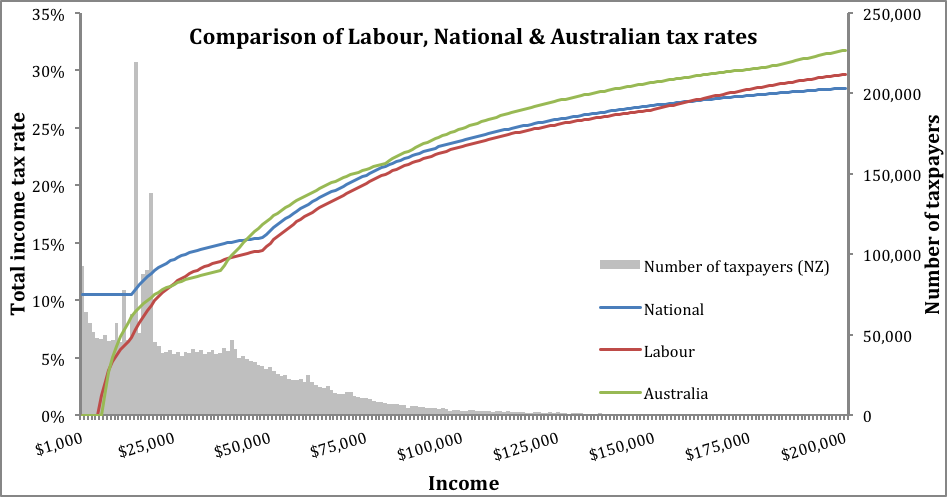 Comparison of Labour, National & Australian tax rates
35%
30%
25%
20%
15%
10%
5%
0%
Total income tax rate
250,000
200,000
150,000
100,000
50,000
0
Number of taxpayers
Number of taxpayers (NZ)
National
Labour
Australia
$1,000
$25,000
$50,000
$75,000
$100,000
$125,000
$150,000
$175,000
$200,000
Income